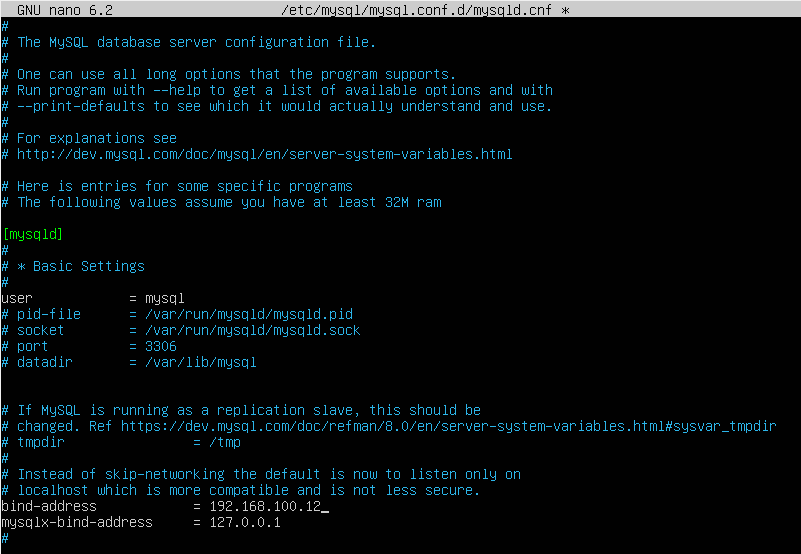 GNU nano 6.2 /etc/mysql/mysql.conf.d/mysqld.cnf *
#
# The MySQL database server configuration file.
#
# One can use all long options that the program supports.
# Run program with --help to get a list of available options and with
# --print-defaults to see which it would actually understand and use.
#
# For explanations see
# http://dev.mysql.com/doc/mysql/en/server-system-variables.html

# Here is entries for some specific programs
# The following values assume you have at least 32M ram

[mysqld]
#
# * Basic Settings
#
user            = mysql
# pid-file      = /var/run/mysqld/mysqld.pid
# socket        = /var/run/mysqld/mysqld.sock
# port          = 3306
# datadir       = /var/lib/mysql


# If MySQL is running as a replication slave, this should be
# changed. Ref https://dev.mysql.com/doc/refman/8.0/en/server-system-variables.html#sysvar_tmpdir
# tmpdir                = /tmp
#
# Instead of skip-networking the default is now to listen only on
# localhost which is more compatible and is not less secure.
bind-address            = 192.168.100.12_
mysqlx-bind-address     = 127.0.0.1
#